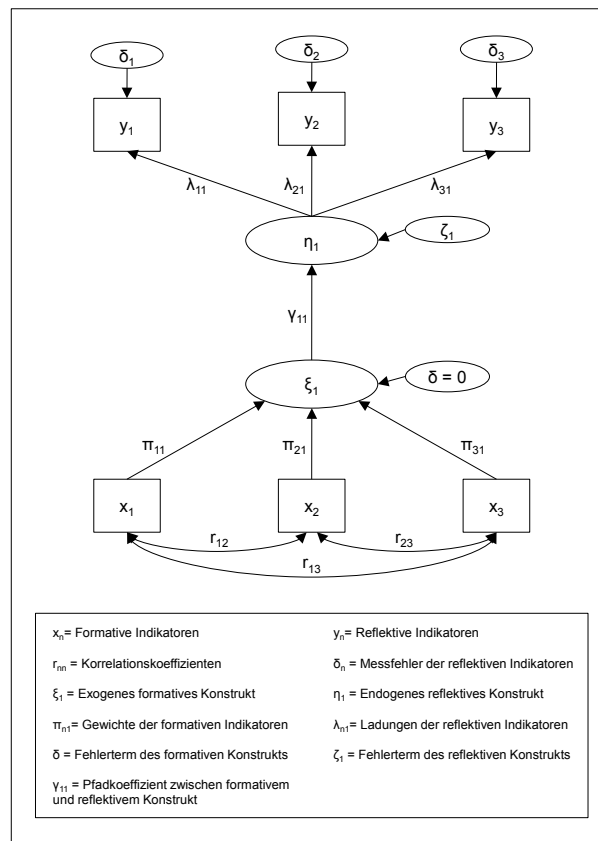 δ₁ δ₂ δ₃
y₁ y₂ y₃
λ₁₁ λ₂₁ λ₃₁
η₁ ζ₁
γ₁₁
ξ₁ δ = 0
π₁₁ π₂₁ π₃₁
x₁ x₂ x₃
r₁₂ r₂₃
r₁₃
xₙ= Formative Indikatoren yₙ= Reflektive Indikatoren
rₙₙ= Korrelationskoeffizienten δₙ= Messfehler der reflektiven Indikatoren
ξ₁= Exogenes formatives Konstrukt η₁= Endogenes reflektives Konstrukt
πₙ₁= Gewichte der formativen Indikatoren λₙ₁= Ladungen der reflektiven Indikatoren
δ= Fehlerterm des formativen Konstrukts ζ₁= Fehlerterm des reflektiven Konstrukts
γ₁₁ = Pfadkoeffizient zwischen formativem
und reflektivem Konstrukt